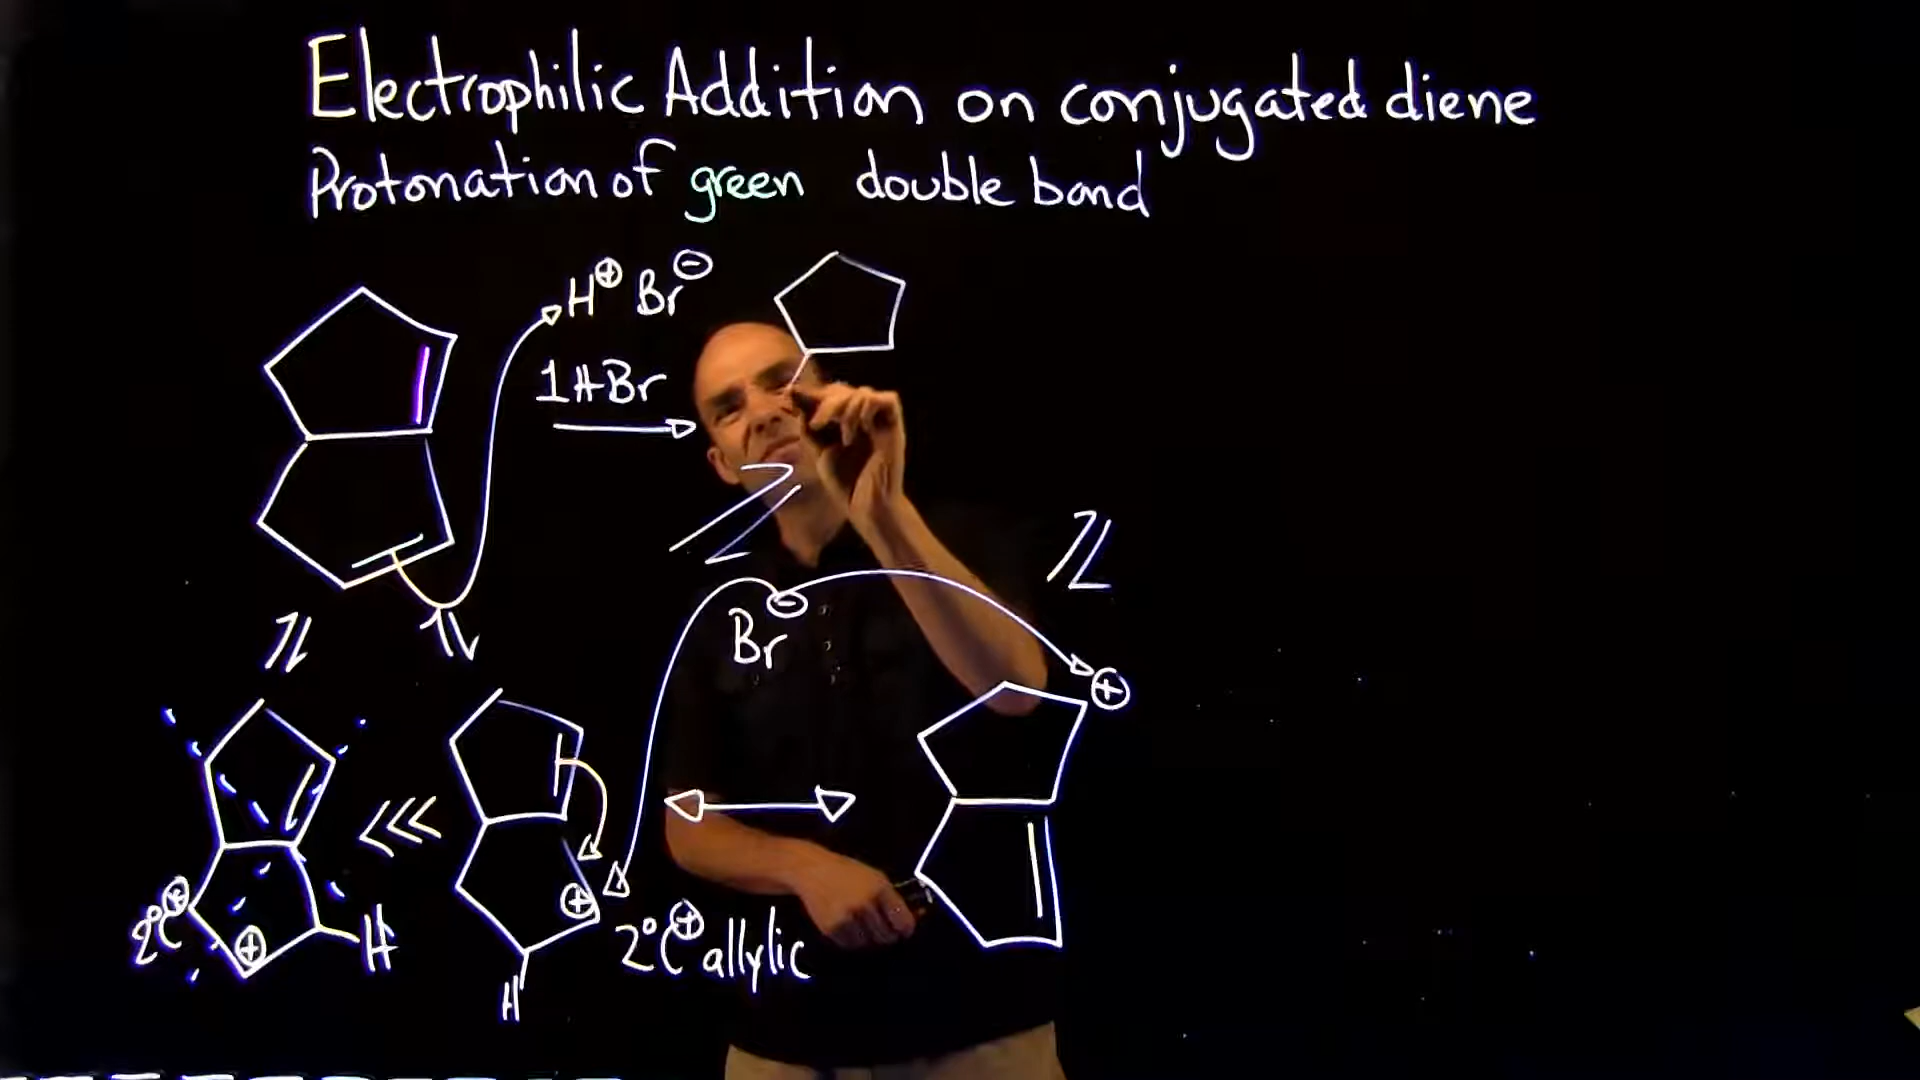 Electrophilic Addition on conjugated diene
Protonation of green double bond
H⊕ Br⊖
1 HBr
Br⊖
⊕
2°C⊕
⊕
H
⊕
2°C⊕ allylic
H